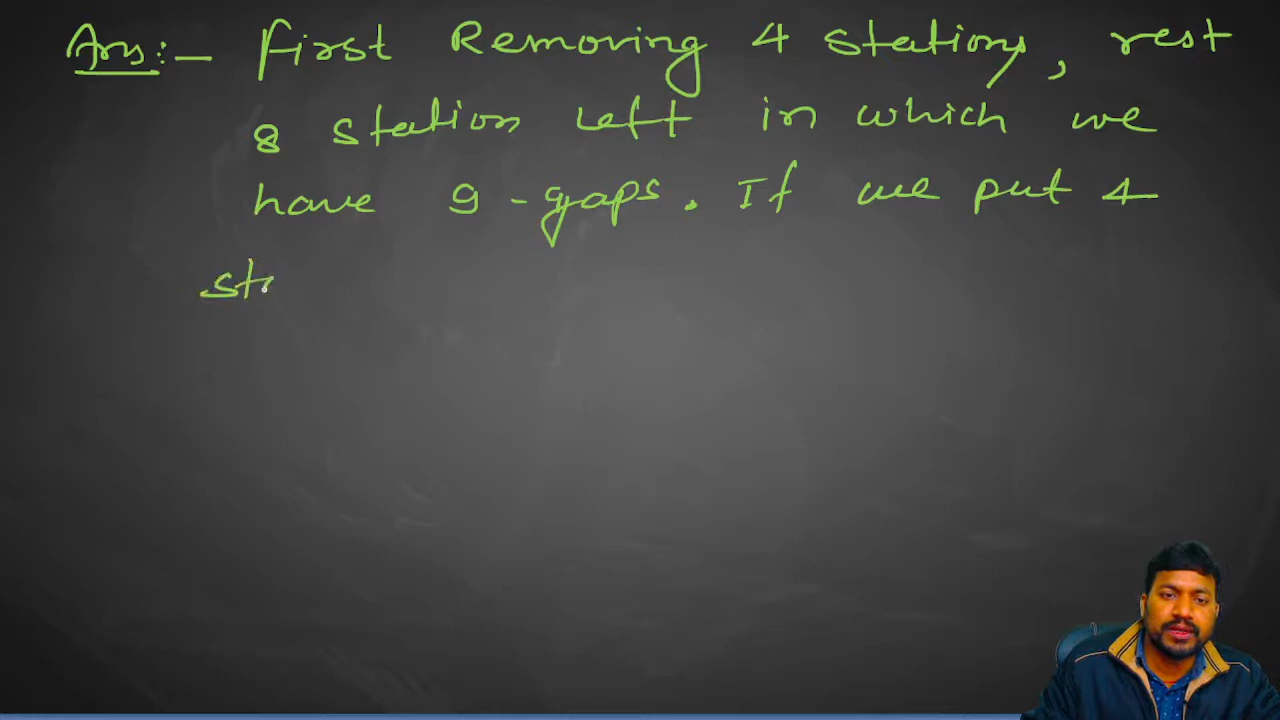 Ans:- First Removing 4 stations, rest
8 station left in which we
have 9-gaps. If we put 4
st